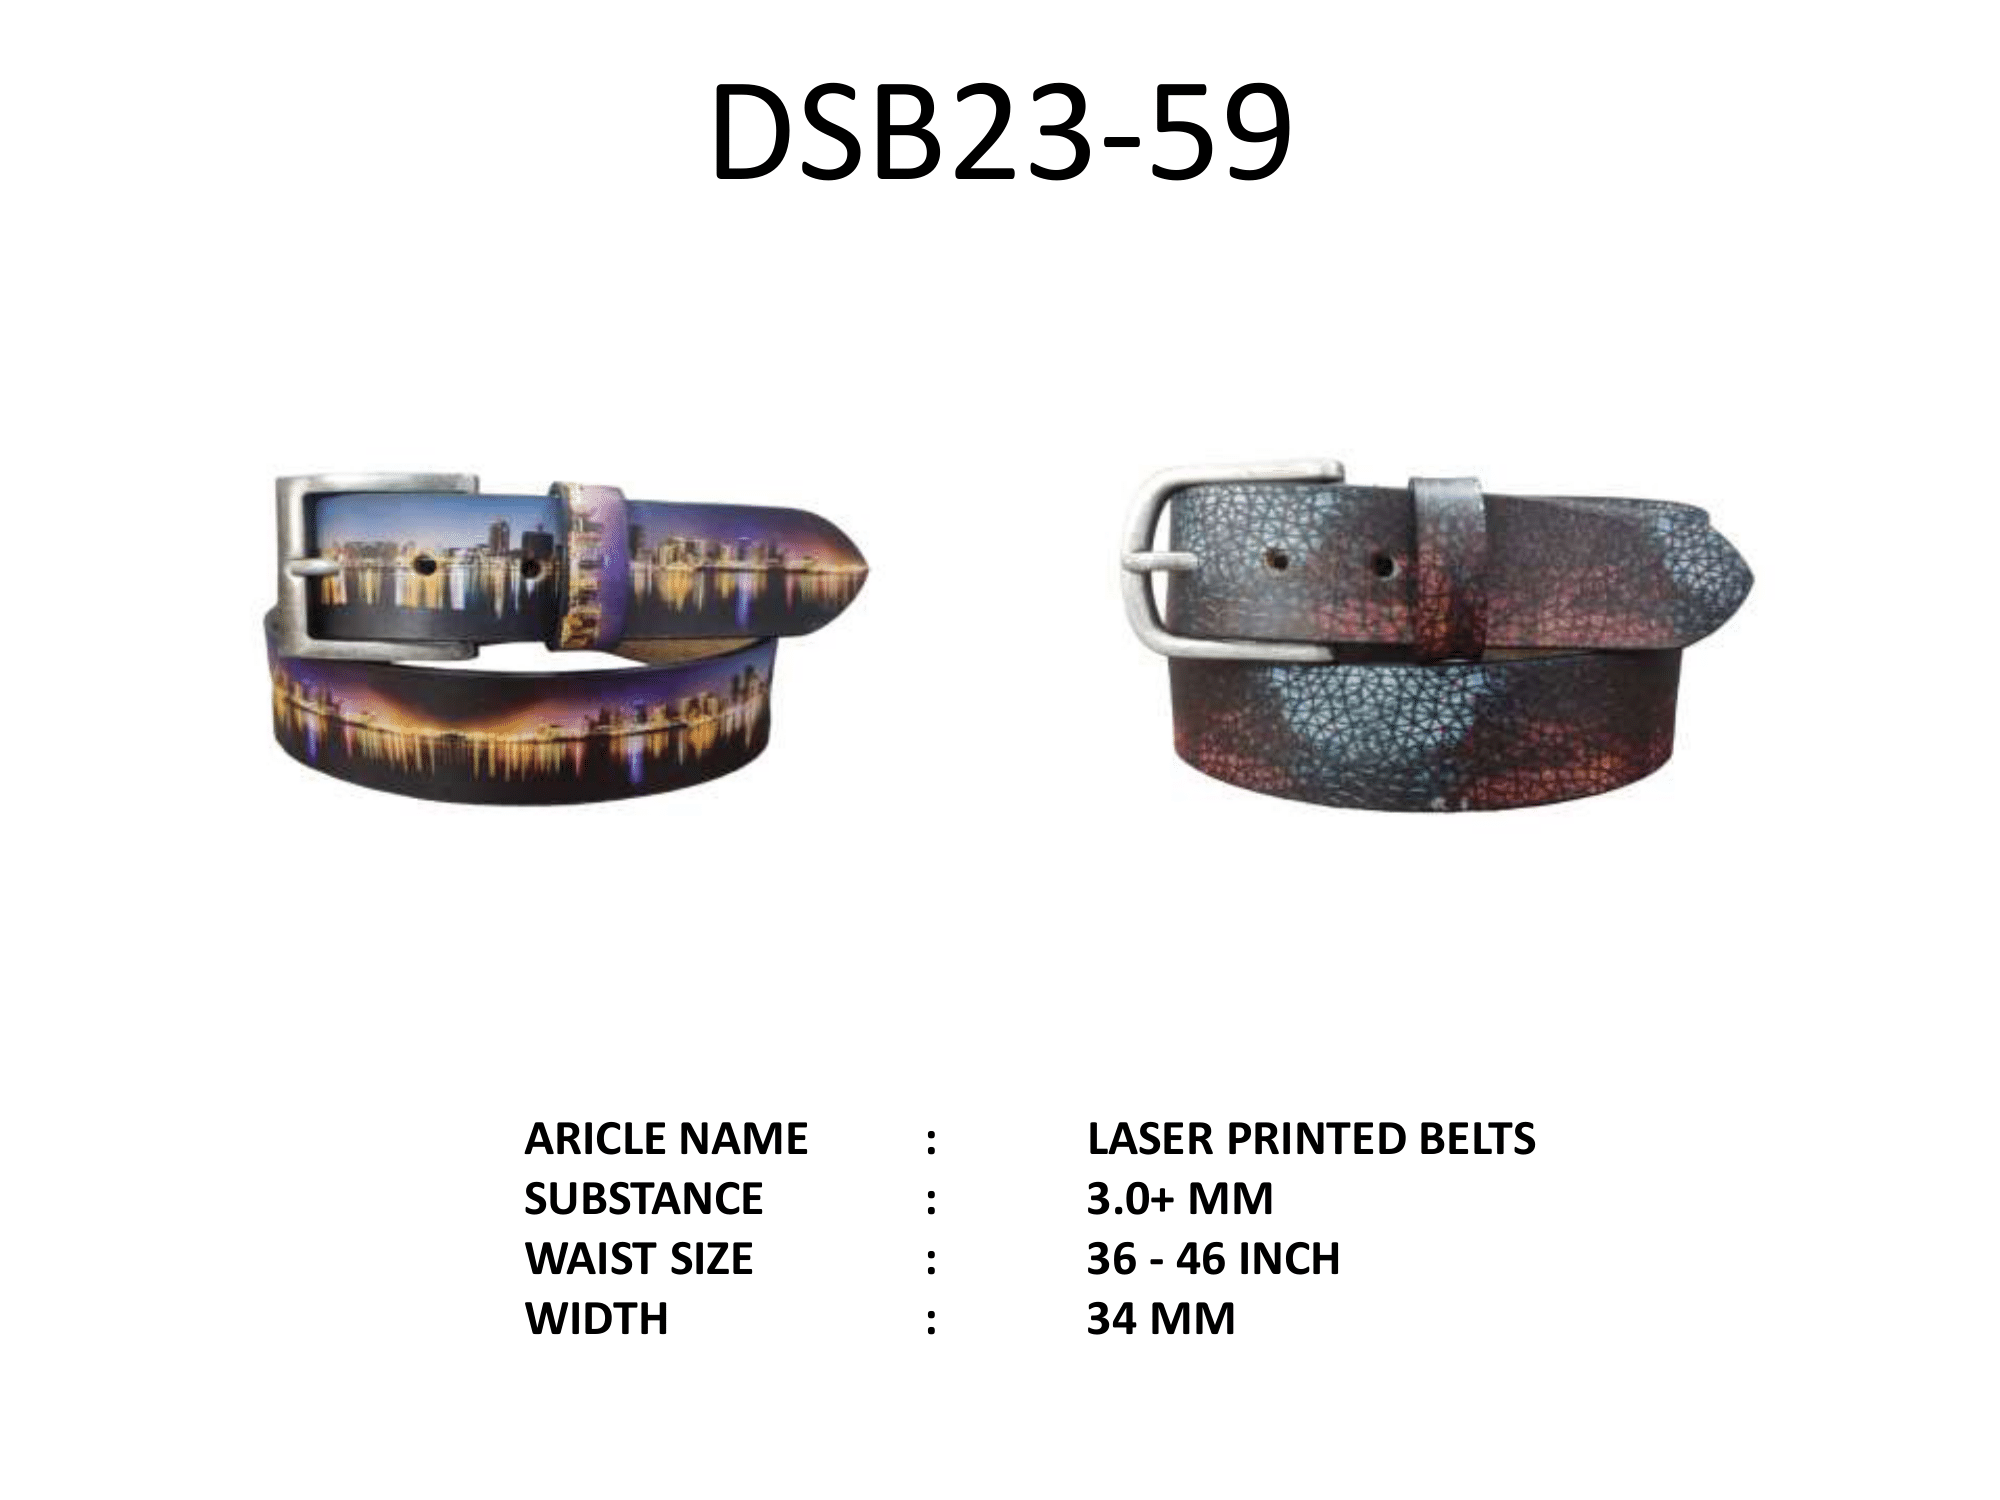 DSB23-59
ARICLE NAME : LASER PRINTED BELTS
SUBSTANCE : 3.0+ MM
WAIST SIZE : 36 - 46 INCH
WIDTH : 34 MM